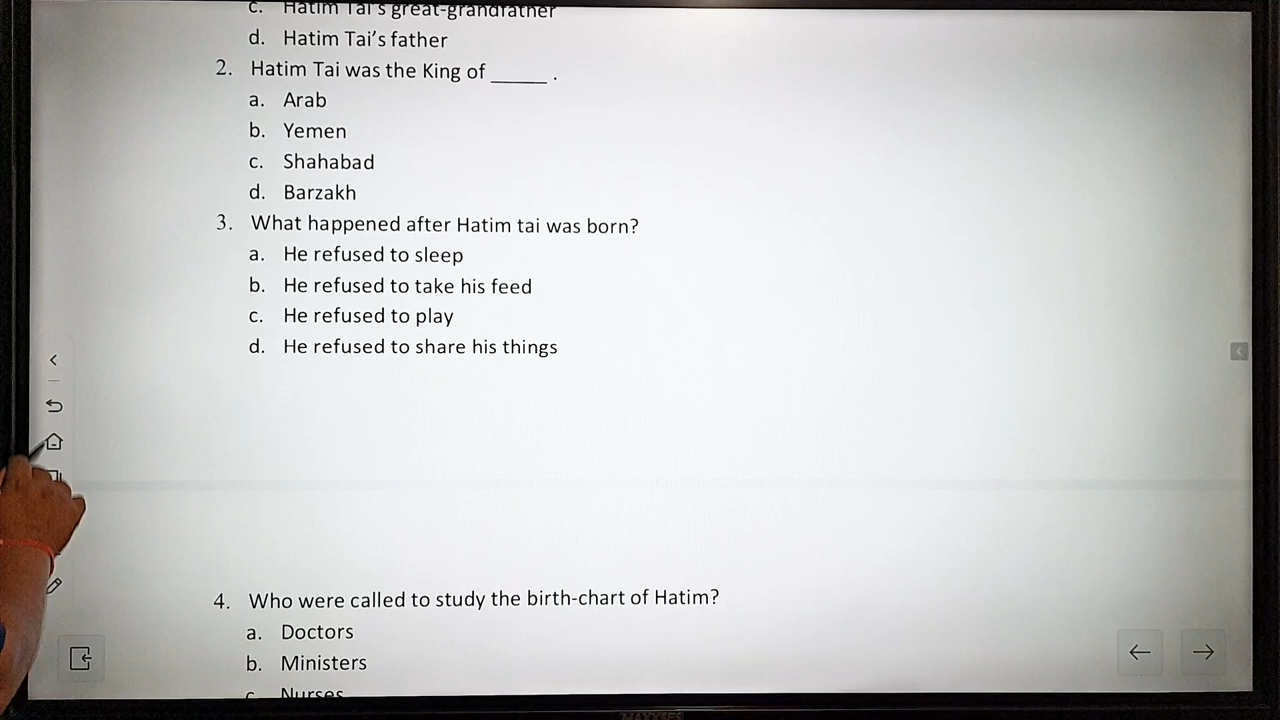 c. Hatim Tai's great-grandfather
d. Hatim Tai’s father
2. Hatim Tai was the King of _____ .
a. Arab
b. Yemen
c. Shahabad
d. Barzakh
3. What happened after Hatim tai was born?
a. He refused to sleep
b. He refused to take his feed
c. He refused to play
d. He refused to share his things
4. Who were called to study the birth-chart of Hatim?
a. Doctors
b. Ministers
c. Nurses